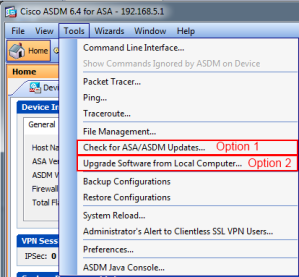 Cisco ASDM 6.4 for ASA - 192.168.5.1
File View Tools Wizards Window Help
Home
Command Line Interface...
Show Commands Ignored by ASDM on Device
Home
Packet Tracer...
Ping...
Traceroute...
Device In
General
File Management...
Host Na
Check for ASA/ASDM Updates... Option 1
ASA Vers
Upgrade Software from Local Computer... Option 2
ASDM V
Firewall
Backup Configurations
Total Fla
Restore Configurations
System Reload...
VPN Sess
Administrator's Alert to Clientless SSL VPN Users...
IPSec: 0
Preferences...
ASDM Java Console...